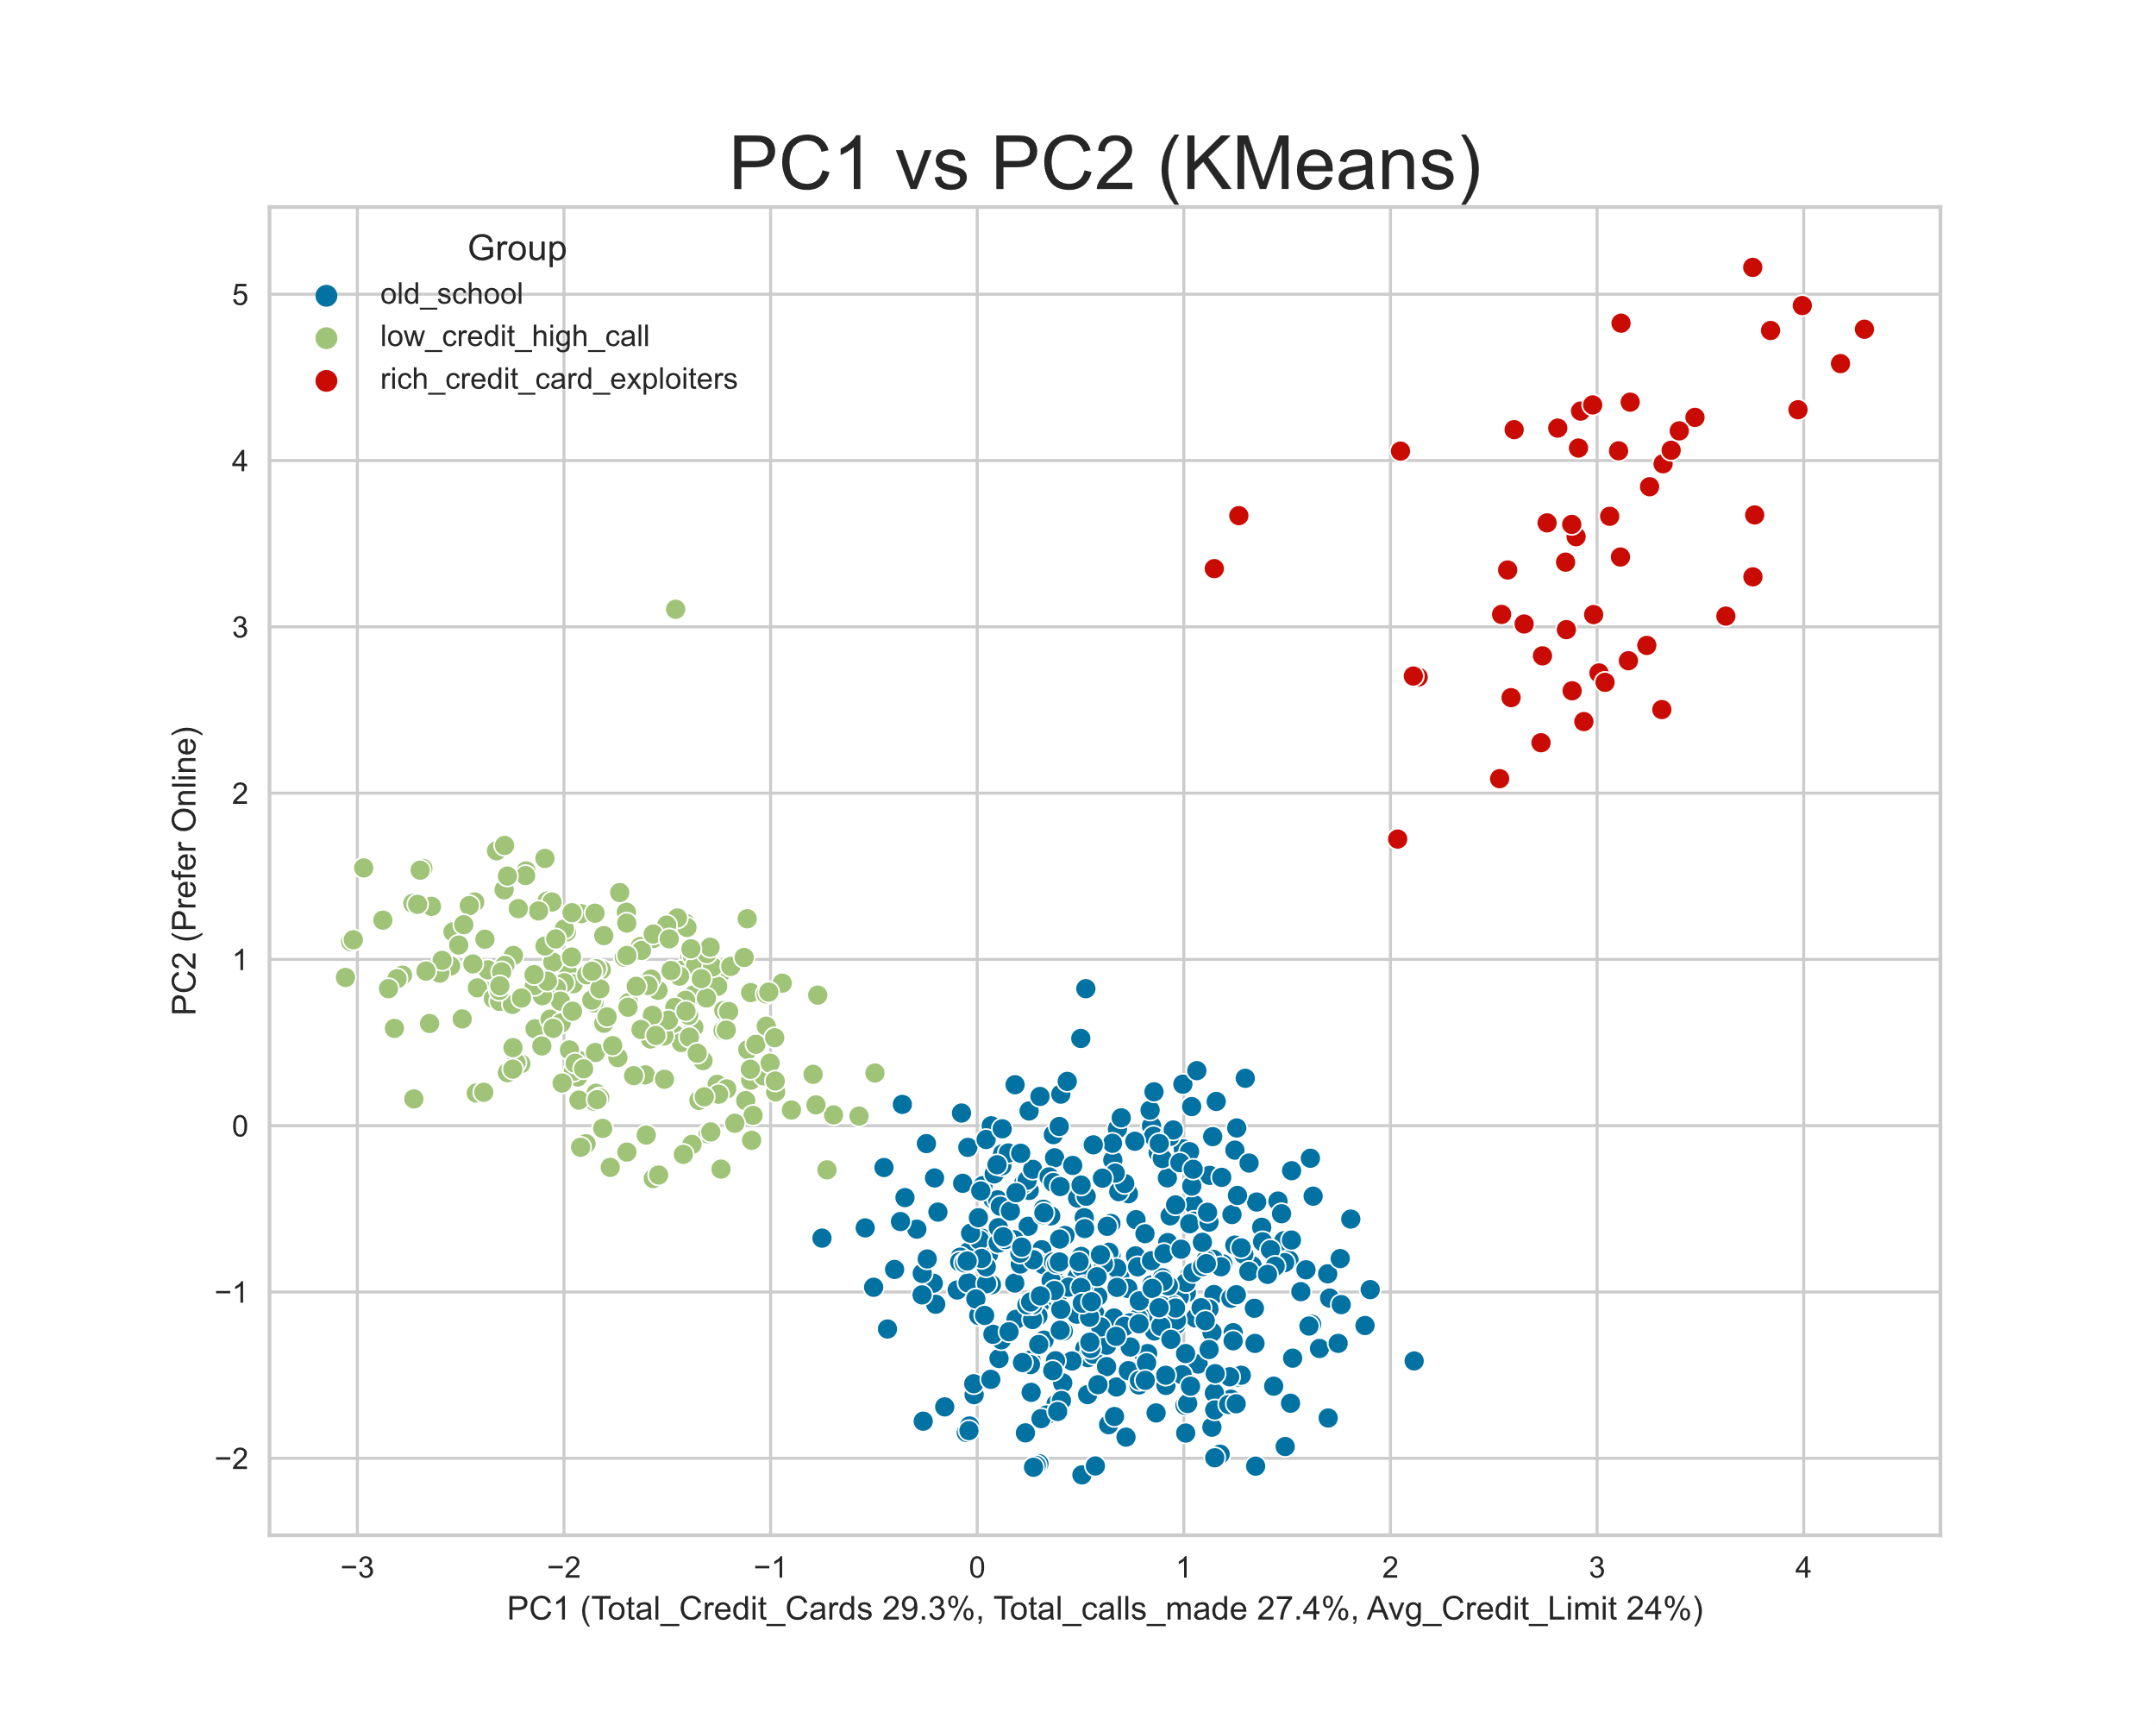 PC1 vs PC2 (KMeans)
Group
old_school
low_credit_high_call
rich_credit_card_exploiters
PC2 (Prefer Online)
5
4
3
2
1
0
−1
−2
−3 −2 −1 0 1 2 3 4
PC1 (Total_Credit_Cards 29.3%, Total_calls_made 27.4%, Avg_Credit_Limit 24%)